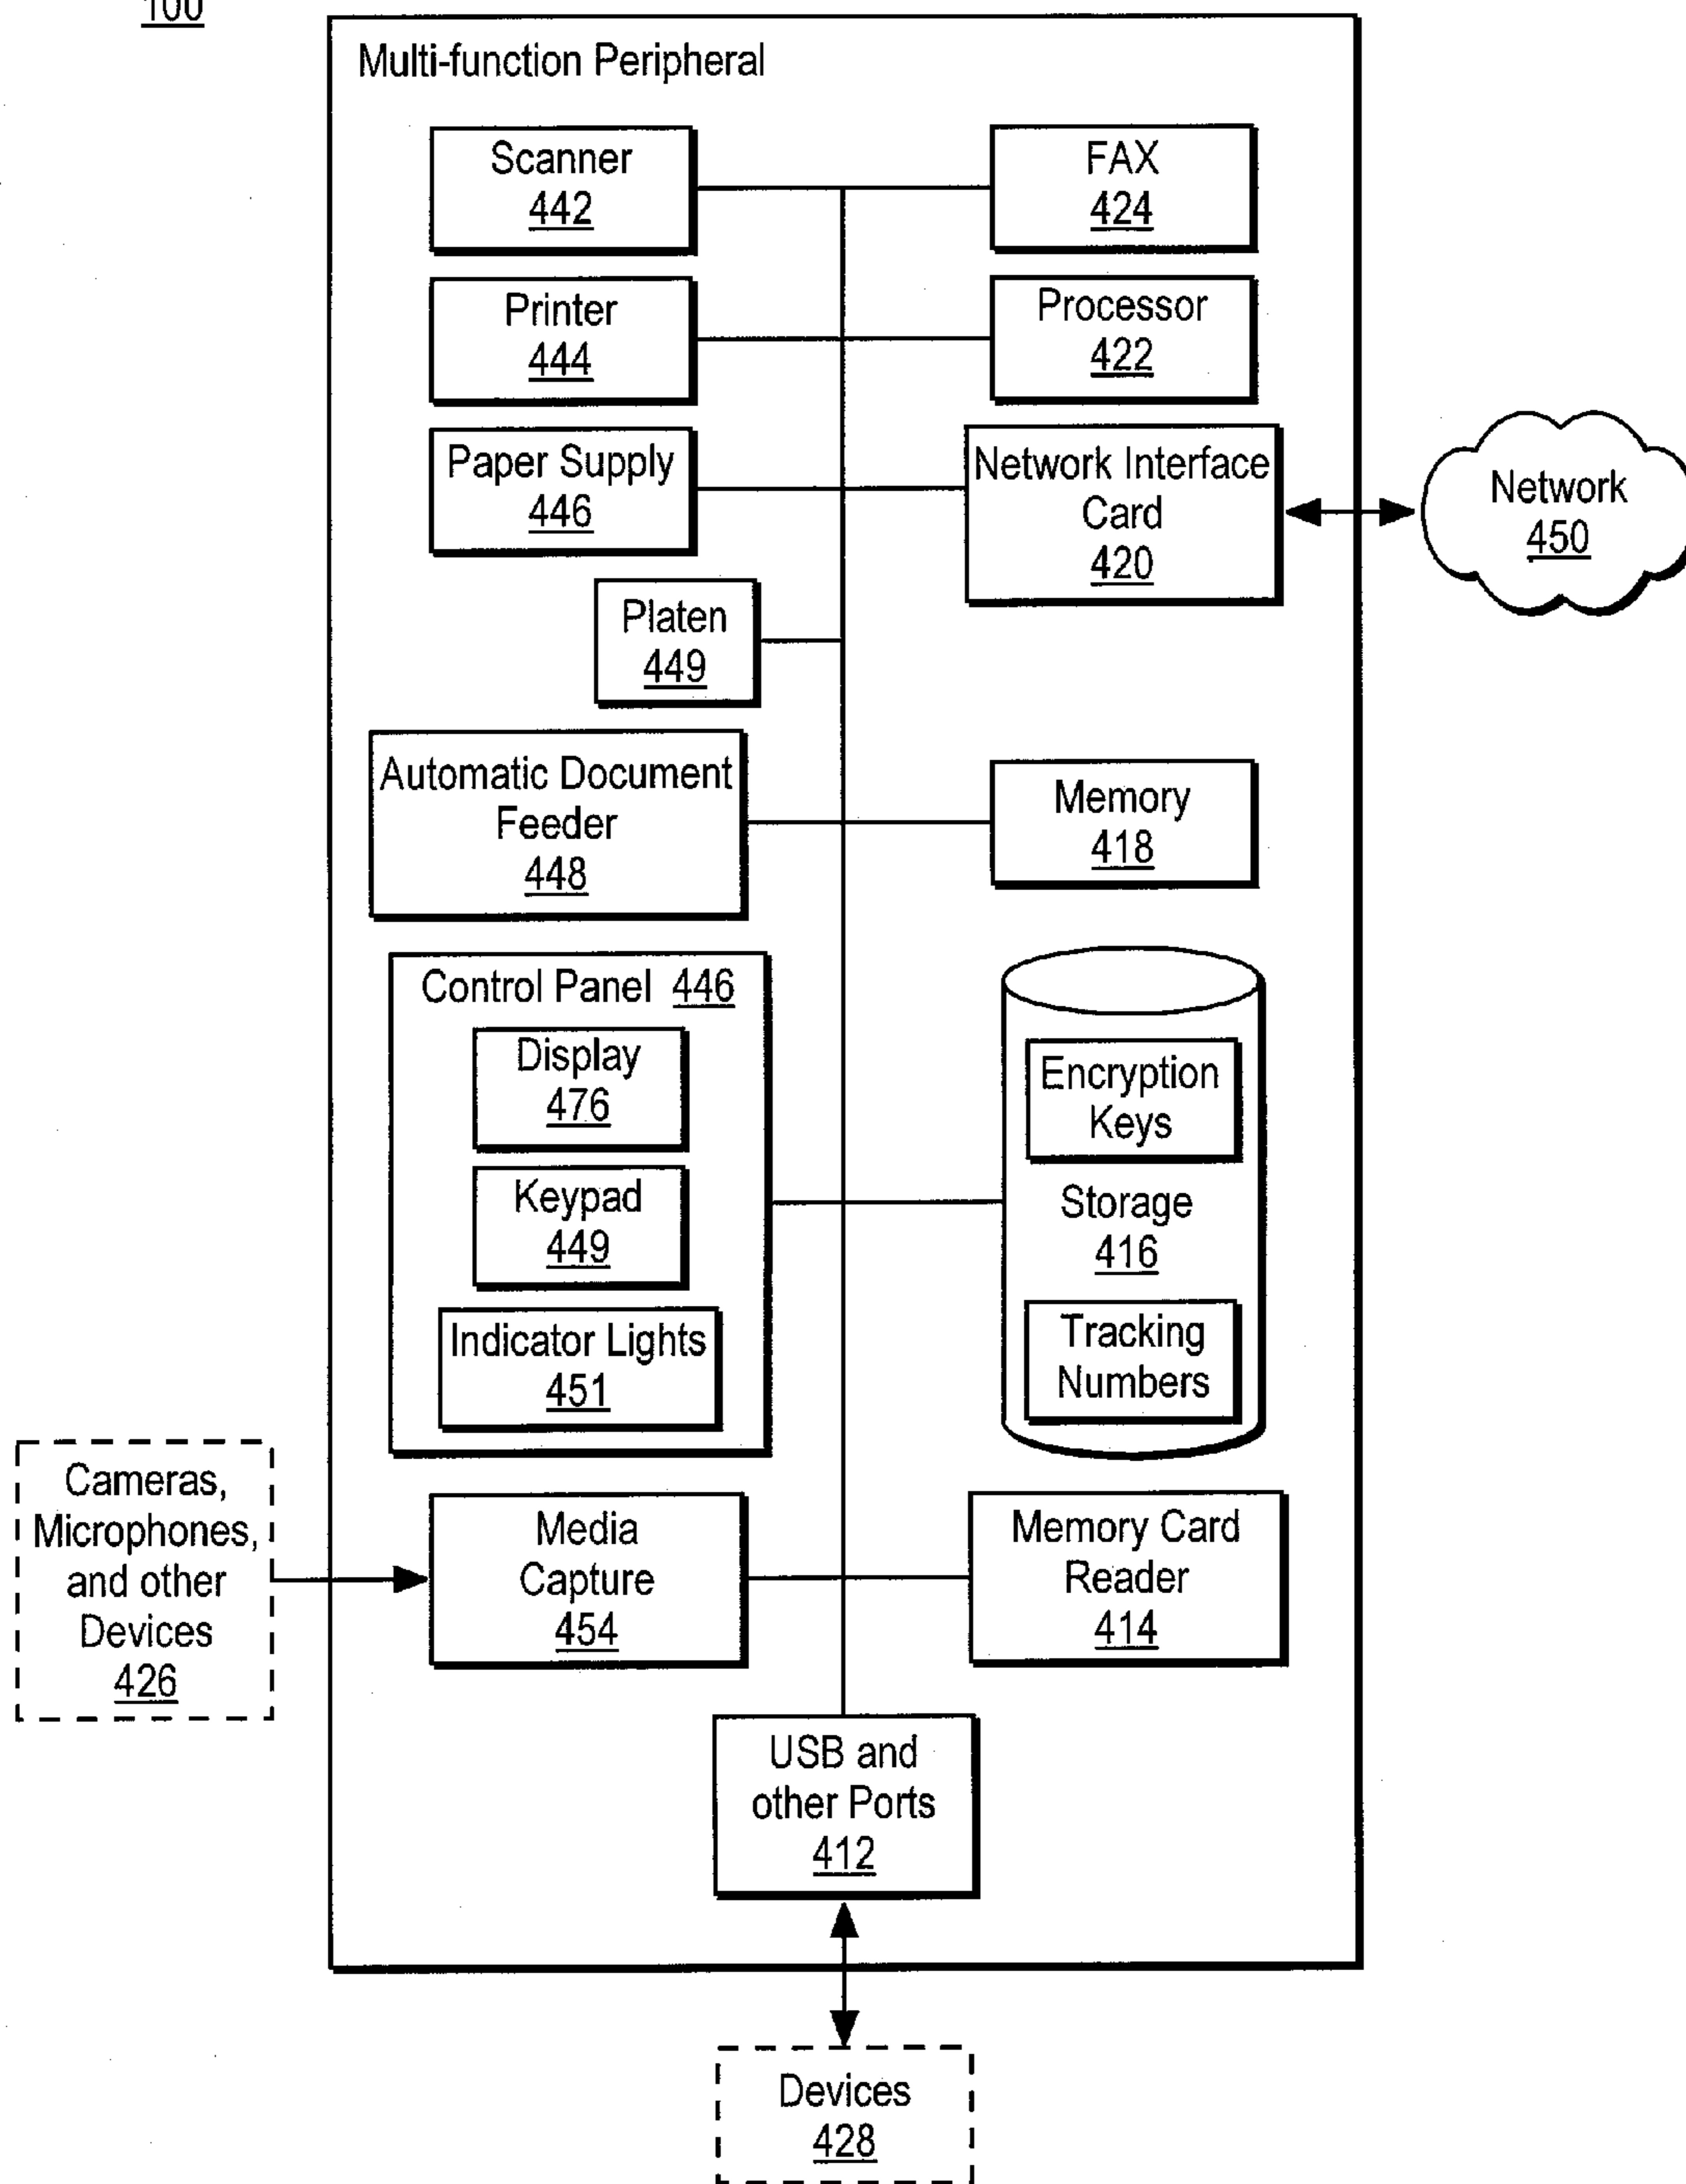 100
Multi-function Peripheral
Scanner
442
FAX
424
Printer
444
Processor
422
Paper Supply
446
Network Interface
Card
420
Network
450
Platen
449
Automatic Document
Feeder
448
Memory
418
Control Panel 446
Display
476
Keypad
449
Indicator Lights
451
Encryption
Keys
Storage
416
Tracking
Numbers
Cameras,
Microphones,
and other
Devices
426
Media
Capture
454
Memory Card
Reader
414
USB and
other Ports
412
Devices
428